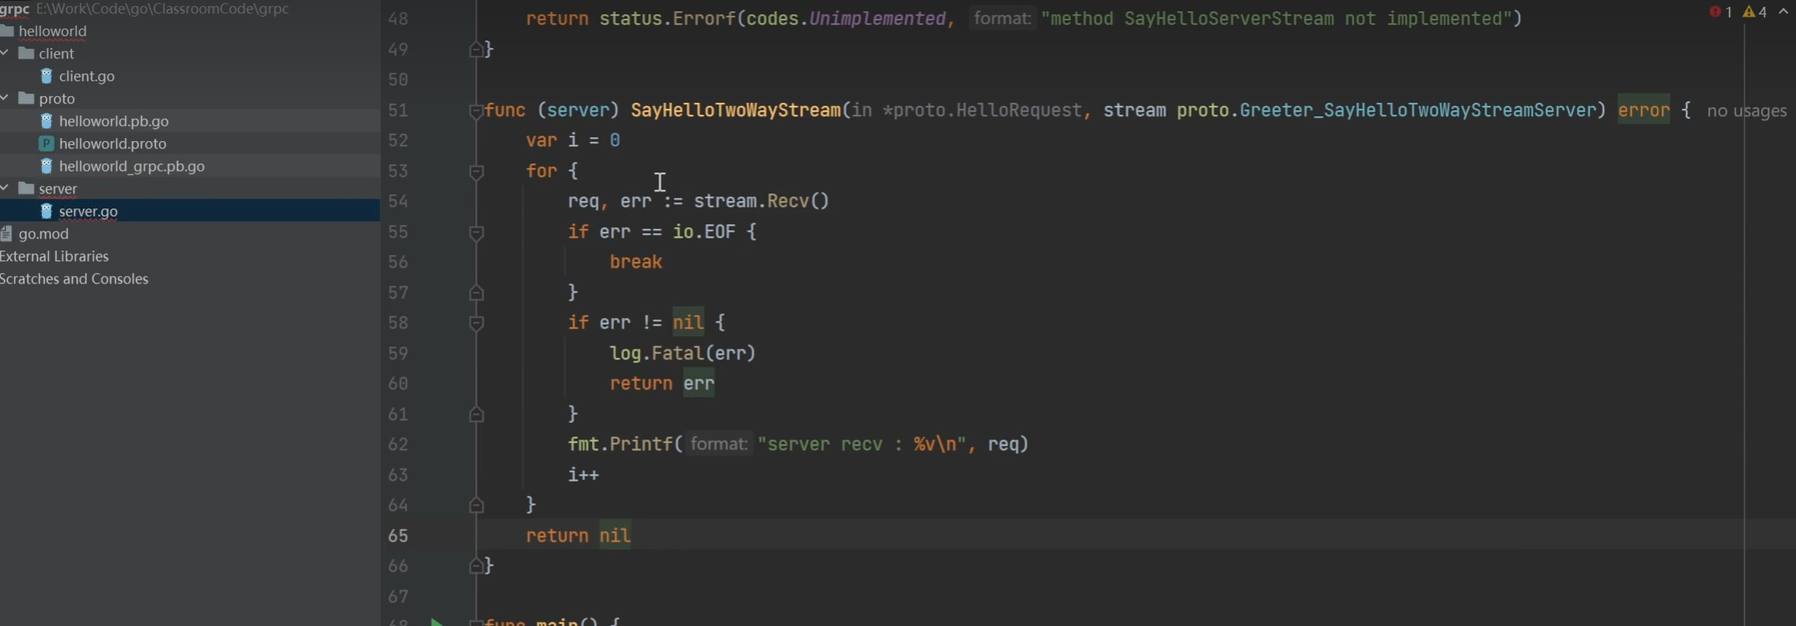 grpc E:\Work\Code\go\ClassroomCode\grpc
helloworld
client
client.go
proto
helloworld.pb.go
helloworld.proto
helloworld_grpc.pb.go
server
server.go
go.mod
External Libraries
Scratches and Consoles
1 4
48 return status.Errorf(codes.Unimplemented, format: "method SayHelloServerStream not implemented")
49 }
50
51 func (server) SayHelloTwoWayStream(in *proto.HelloRequest, stream proto.Greeter_SayHelloTwoWayStreamServer) error { no usages
52 var i = 0
53 for {
54 req, err := stream.Recv()
55 if err == io.EOF {
56 break
57 }
58 if err != nil {
59 log.Fatal(err)
60 return err
61 }
62 fmt.Printf( format: "server recv : %v\n", req)
63 i++
64 }
65 return nil
66 }
67
68 func main() {